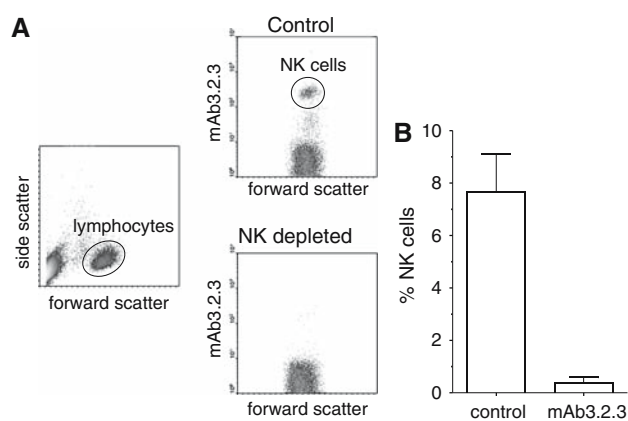 A
Control
NK cells
mAb3.2.3
forward scatter
side scatter
lymphocytes
forward scatter
NK depleted
mAb3.2.3
forward scatter
B
10
8
6
4
2
0
% NK cells
control
mAb3.2.3